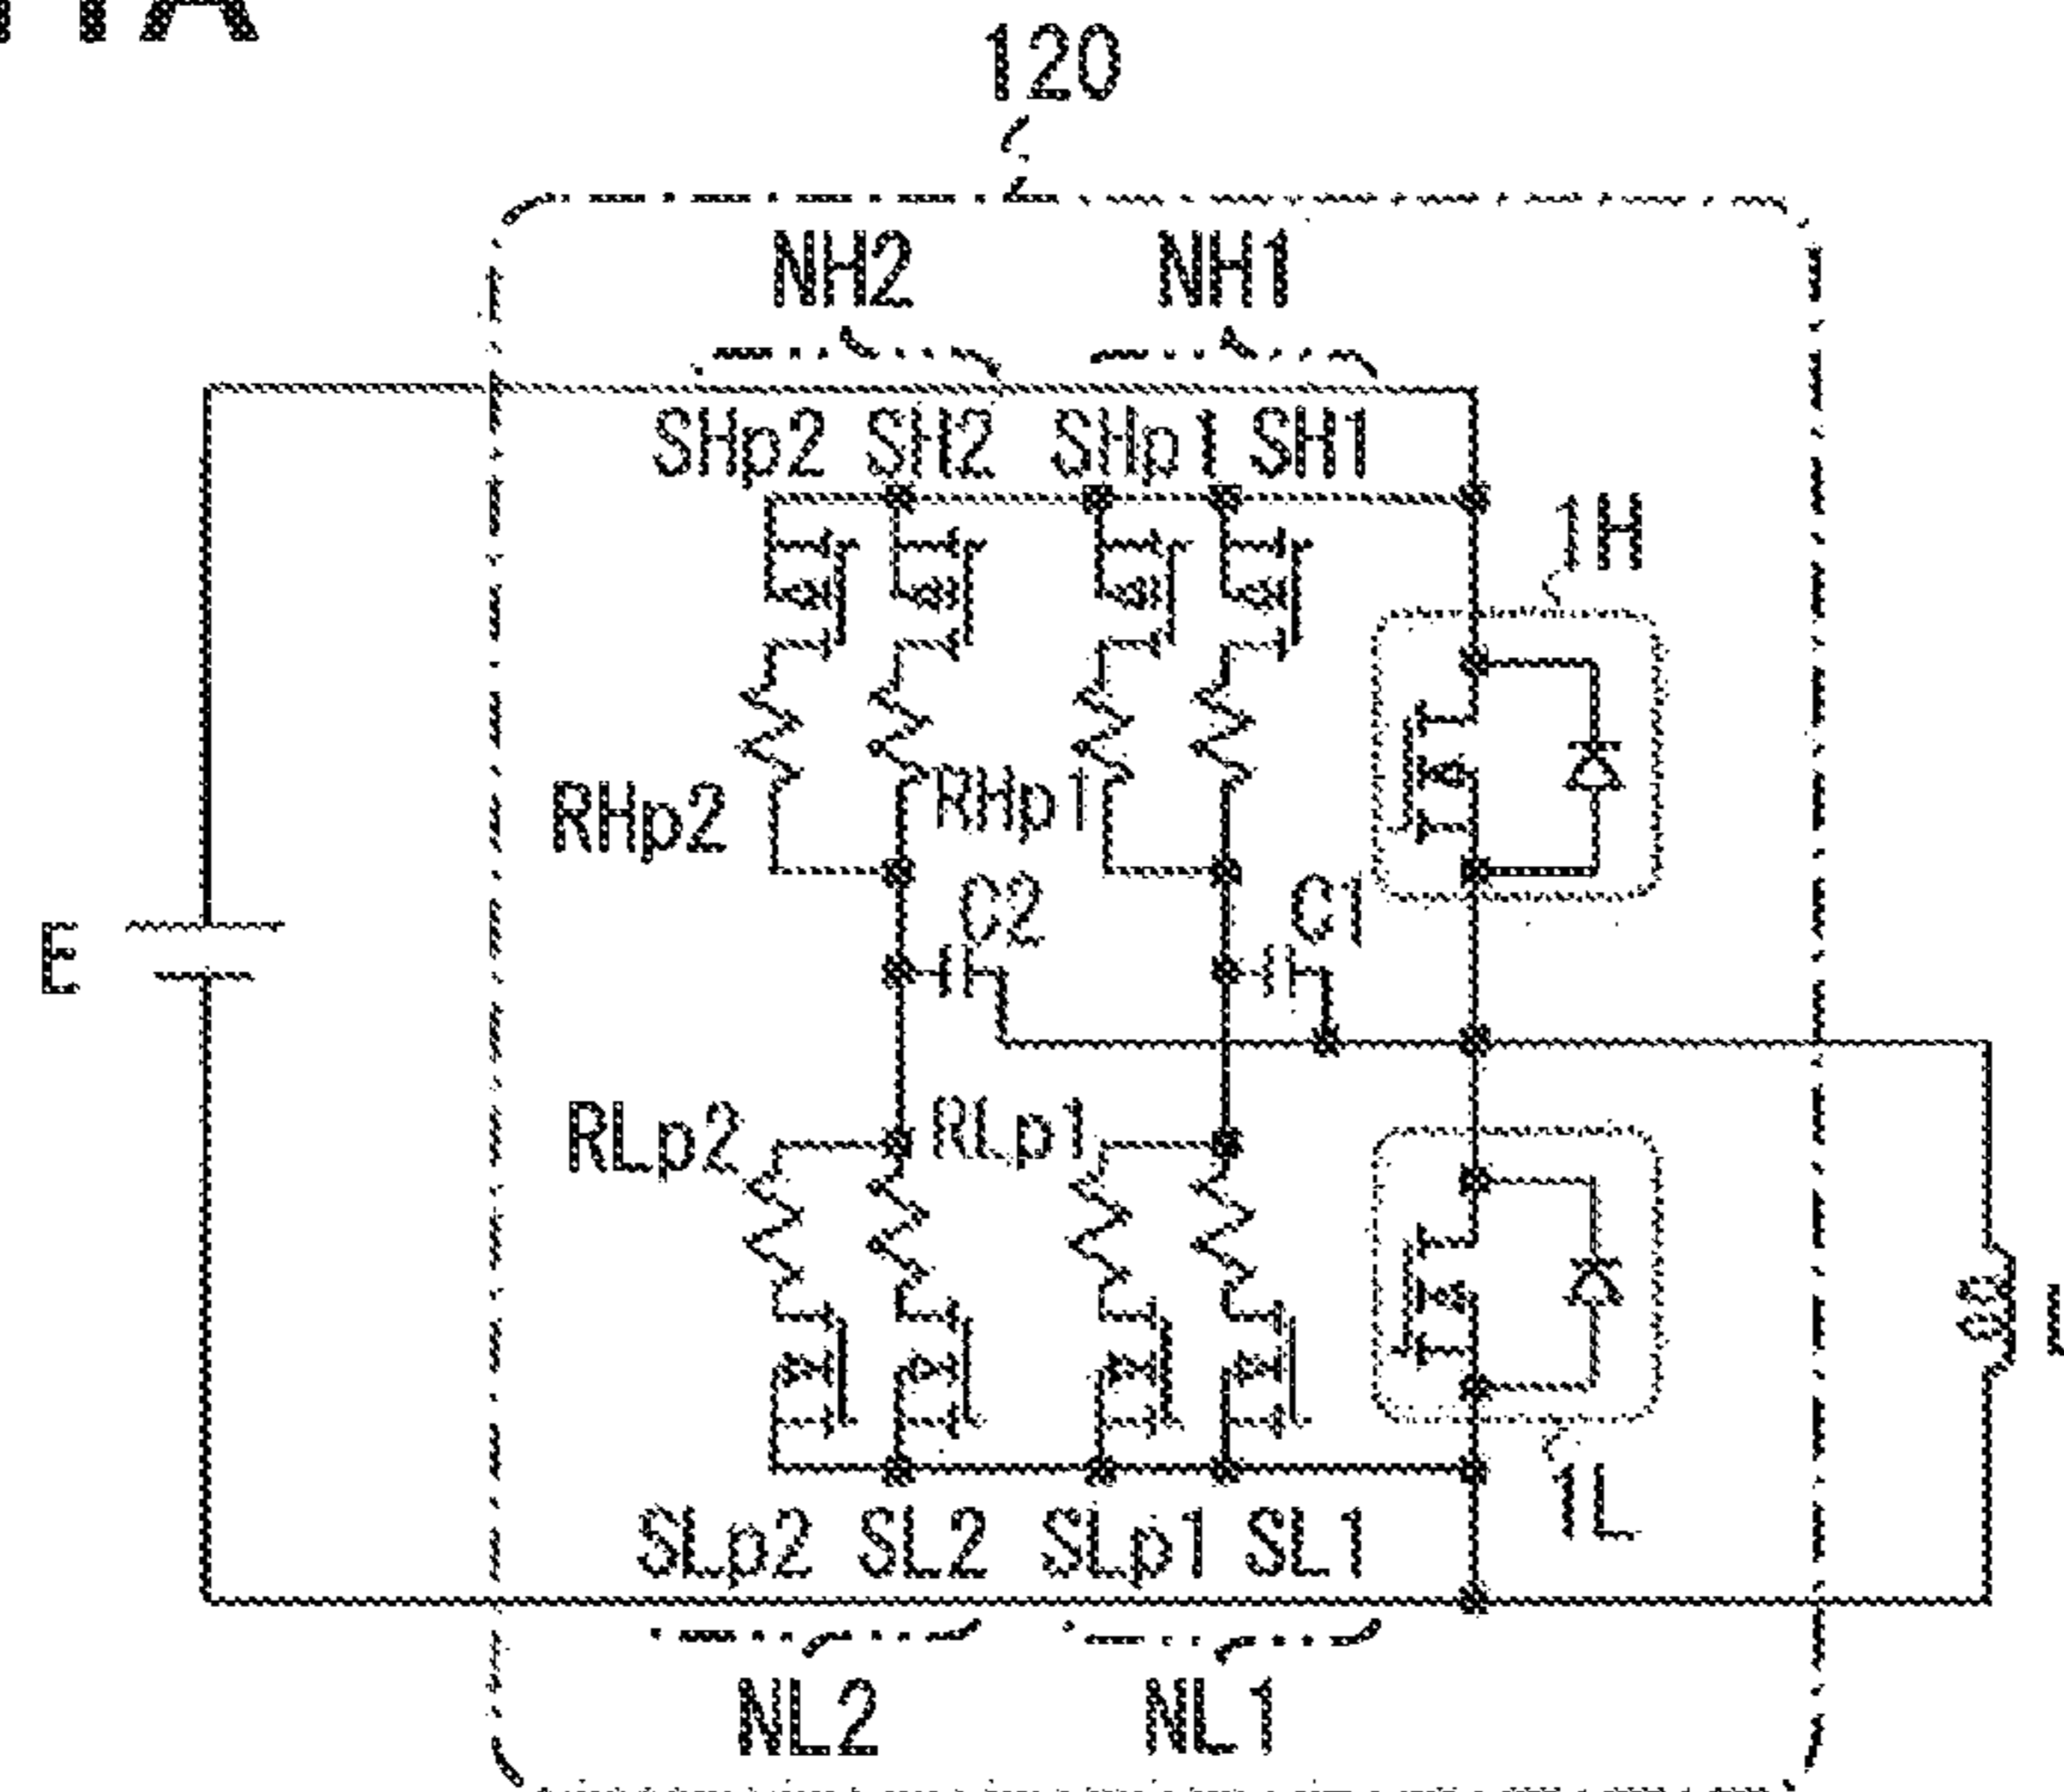 120
NH2 NH1
SHp2 SH2 SHp1 SH1
1H
RHp2 RHp1
C2 C1
E
RLp2 RLp1
L
1L
SLp2 SL2 SLp1 SL1
NL2 NL1